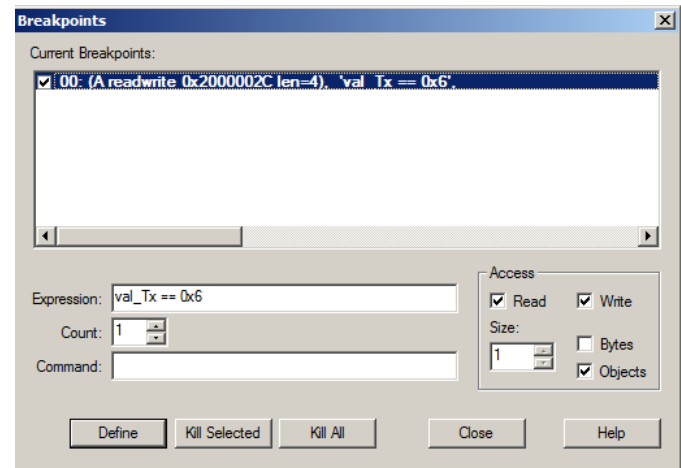 Breakpoints
Current Breakpoints:
00: (A readwrite 0x2000002C len=4), 'val_Tx == 0x6',
Access
Expression: val_Tx == 0x6
Read Write
Count: 1
Size:
1
Bytes
Command:
Objects
Define Kill Selected Kill All Close Help